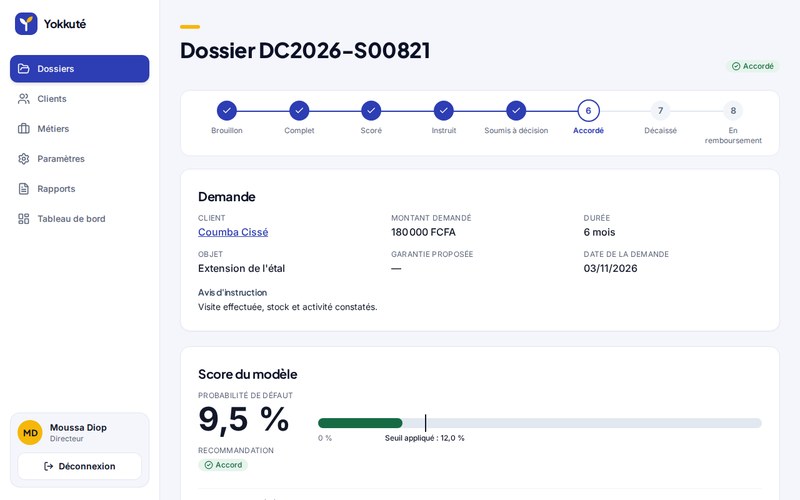 Yokkuté
Dossiers
Clients
Métiers
Paramètres
Rapports
Tableau de bord
MD
Moussa Diop
Directeur
Déconnexion
Dossier DC2026-S00821
Accordé
6 7 8
Brouillon Complet Scoré Instruit Soumis à décision Accordé Décaissé En
remboursement
Demande
CLIENT MONTANT DEMANDÉ DURÉE
Coumba Cissé 180 000 FCFA 6 mois
OBJET GARANTIE PROPOSÉE DATE DE LA DEMANDE
Extension de l'étal — 03/11/2026
Avis d'instruction
Visite effectuée, stock et activité constatés.
Score du modèle
PROBABILITÉ DE DÉFAUT
9,5 %
0 % Seuil appliqué : 12,0 %
RECOMMANDATION
Accord